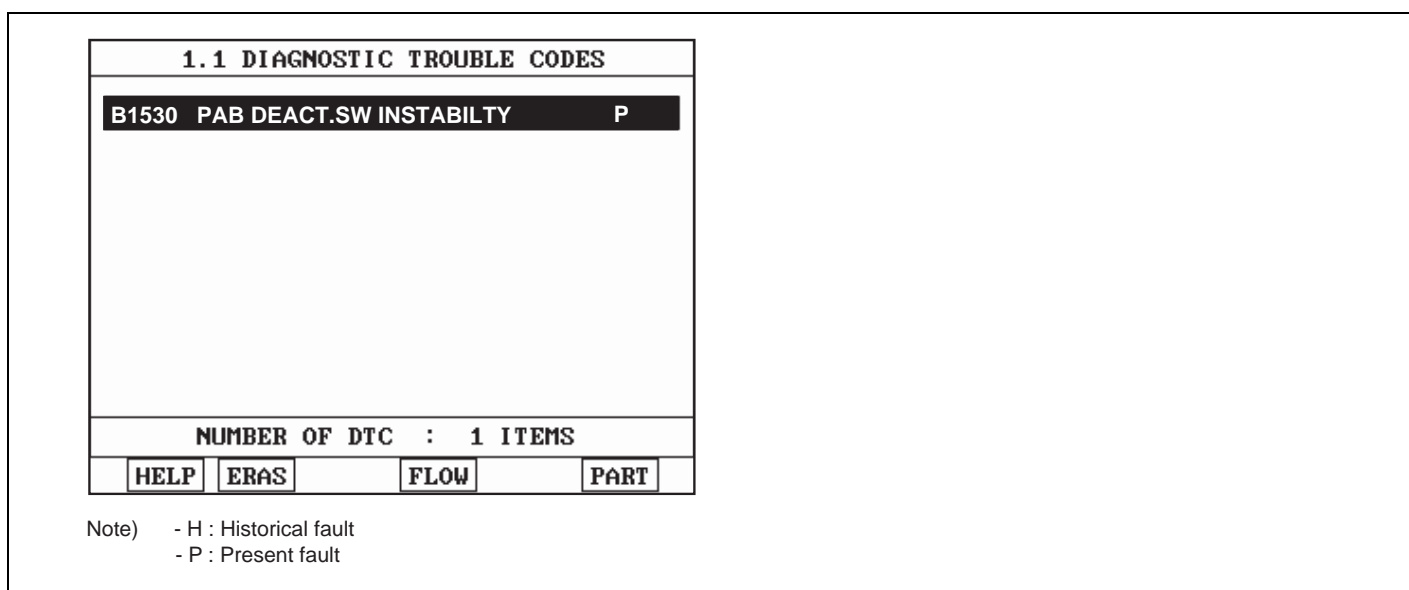 1.1 DIAGNOSTIC TROUBLE CODES
B1530 PAB DEACT.SW INSTABILTY P
NUMBER OF DTC : 1 ITEMS
HELP ERAS FLOW PART
Note) - H : Historical fault
- P : Present fault